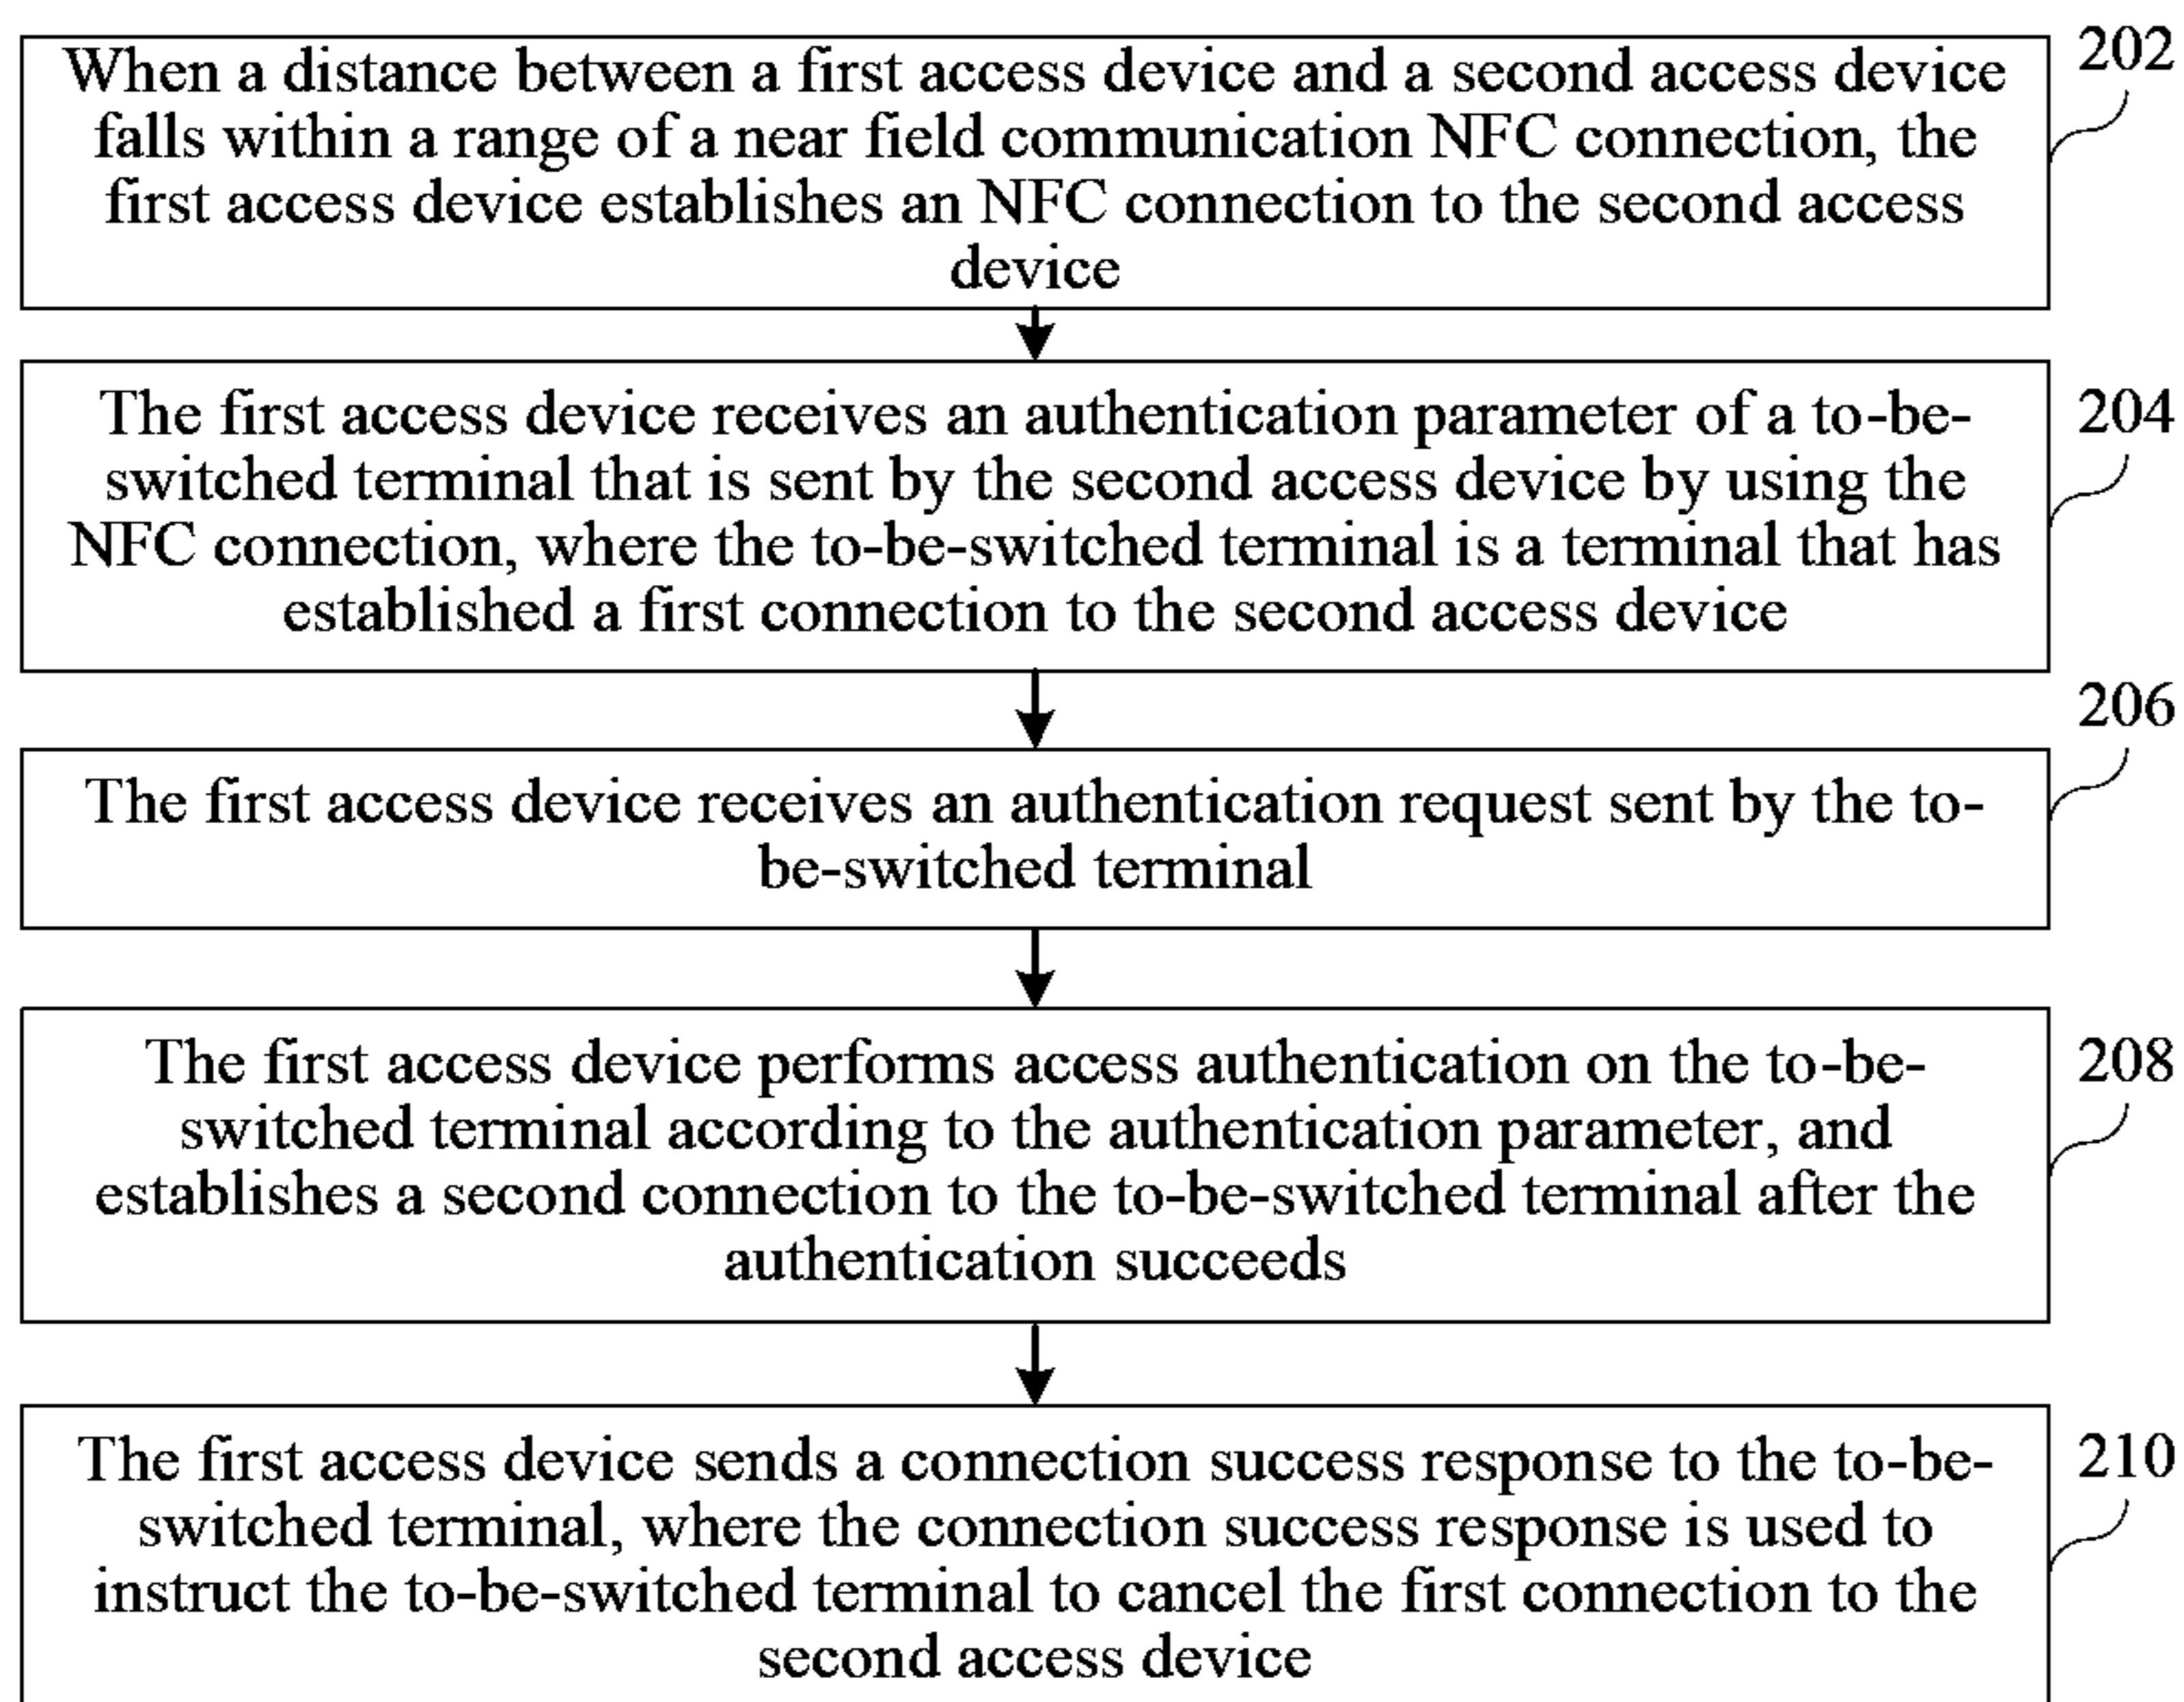 When a distance between a first access device and a second access device
falls within a range of a near field communication NFC connection, the
first access device establishes an NFC connection to the second access
device
202
The first access device receives an authentication parameter of a to-be-
switched terminal that is sent by the second access device by using the
NFC connection, where the to-be-switched terminal is a terminal that has
established a first connection to the second access device
204
The first access device receives an authentication request sent by the to-
be-switched terminal
206
The first access device performs access authentication on the to-be-
switched terminal according to the authentication parameter, and
establishes a second connection to the to-be-switched terminal after the
authentication succeeds
208
The first access device sends a connection success response to the to-be-
switched terminal, where the connection success response is used to
instruct the to-be-switched terminal to cancel the first connection to the
second access device
210